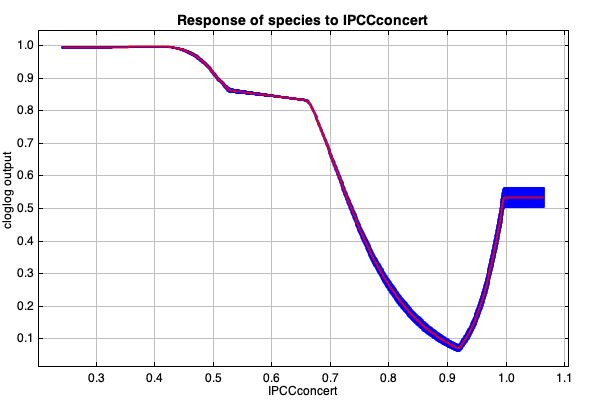 Response of species to IPCCconcert
cloglog output
1.0
0.9
0.8
0.7
0.6
0.5
0.4
0.3
0.2
0.1
0.3 0.4 0.5 0.6 0.7 0.8 0.9 1.0 1.1
IPCCconcert